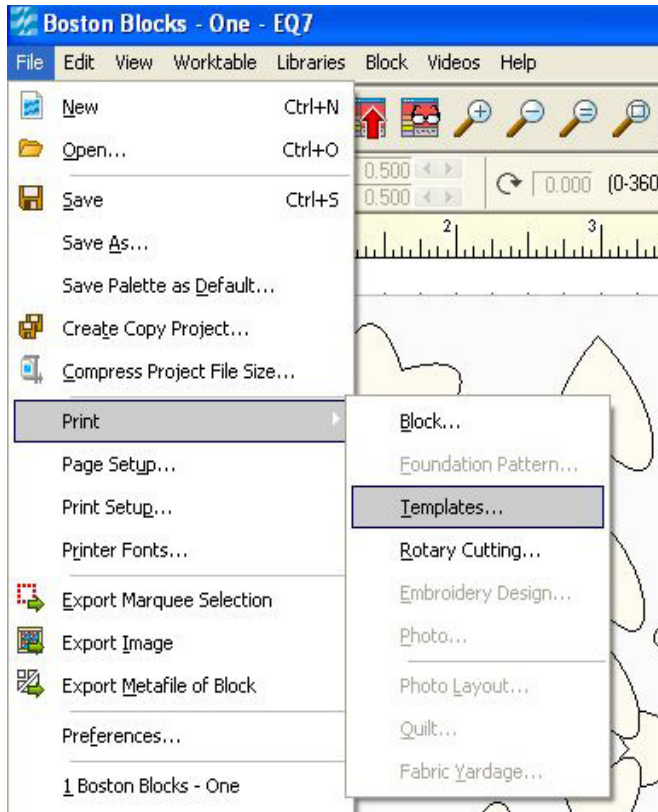 Boston Blocks - One - EQ7
File Edit View Worktable Libraries Block Videos Help
New Ctrl+N
Open... Ctrl+O
Save Ctrl+S
Save As...
Save Palette as Default...
Create Copy Project...
Compress Project File Size...
Print
Page Setup...
Print Setup...
Printer Fonts...
Export Marquee Selection
Export Image
Export Metafile of Block
Preferences...
1 Boston Blocks - One
0.500
0.500
0.000 (0-360
2 3
Block...
Foundation Pattern...
Templates...
Rotary Cutting...
Embroidery Design...
Photo...
Photo Layout...
Quilt...
Fabric Yardage...